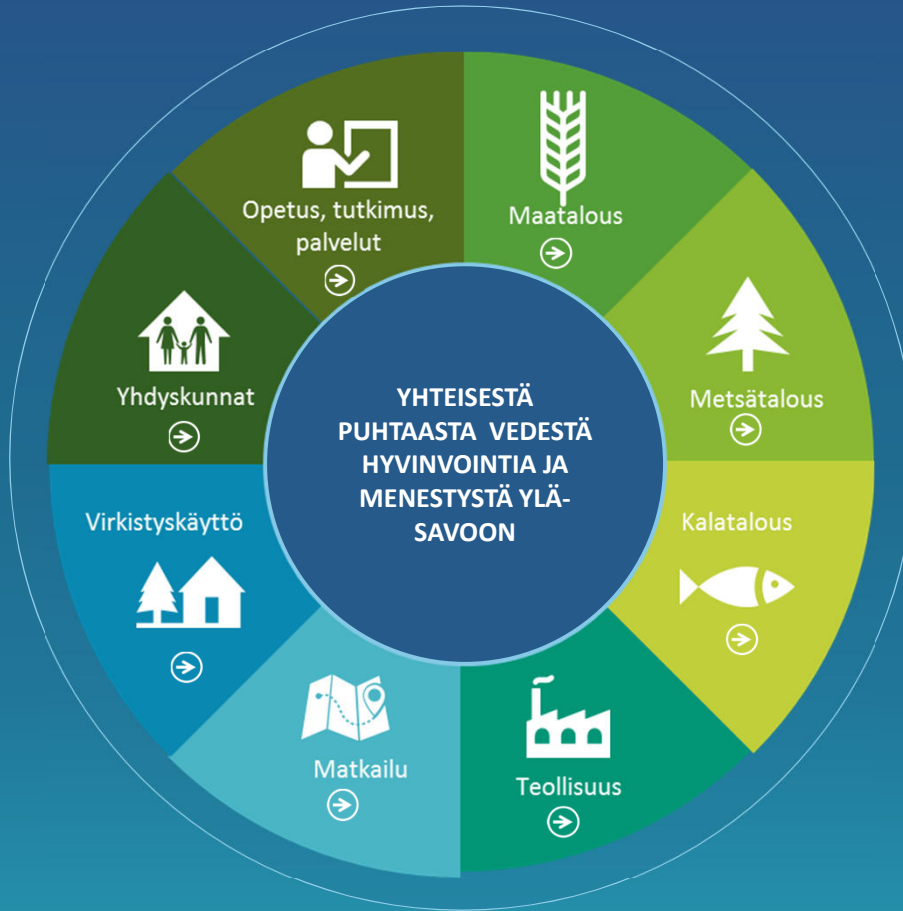 Opetus, tutkimus,
palvelut
Maatalous
Metsätalous
Kalatalous
Teollisuus
Matkailu
Virkistyskäyttö
Yhdyskunnat
YHTEISESTÄ
PUHTAASTA VEDESTÄ
HYVINVOINTIA JA
MENESTYSTÄ YLÄ-
SAVOON